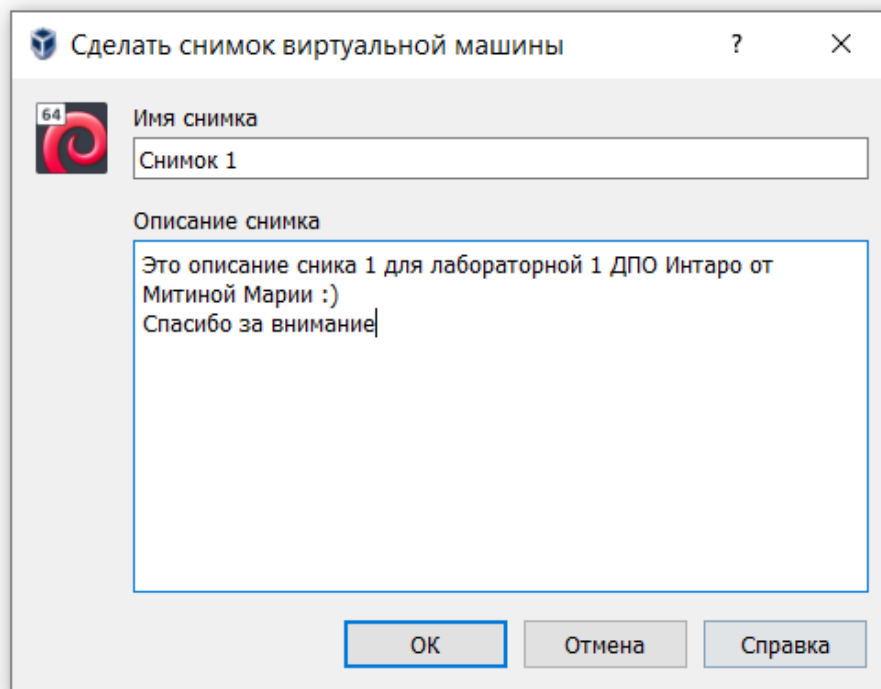 Сделать снимок виртуальной машины ?
64
Имя снимка
Снимок 1
Описание снимка
Это описание сника 1 для лабораторной 1 ДПО Интаро от
Митиной Марии :)
Спасибо за внимание
ОК Отмена Справка